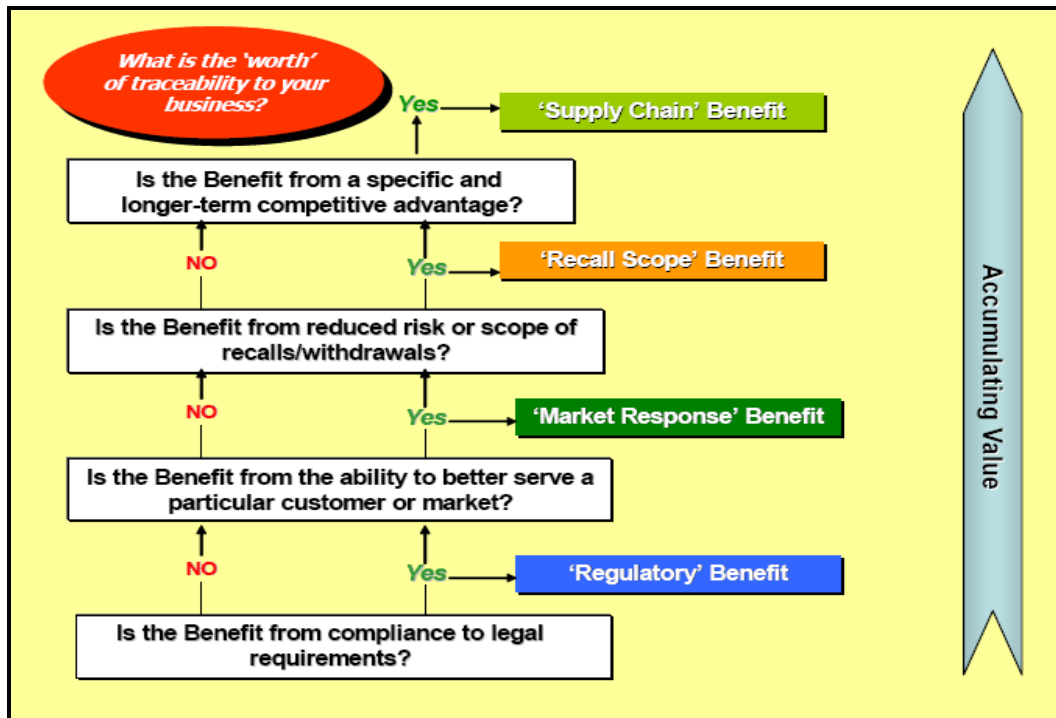 What is the ‘worth’
of traceability to your
business?
Yes
‘Supply Chain’ Benefit
Is the Benefit from a specific and
longer-term competitive advantage?
NO
Yes
‘Recall Scope’ Benefit
Is the Benefit from reduced risk or scope of
recalls/withdrawals?
NO
Yes
‘Market Response’ Benefit
Is the Benefit from the ability to better serve a
particular customer or market?
NO
Yes
‘Regulatory’ Benefit
Is the Benefit from compliance to legal
requirements?
Accumulating Value